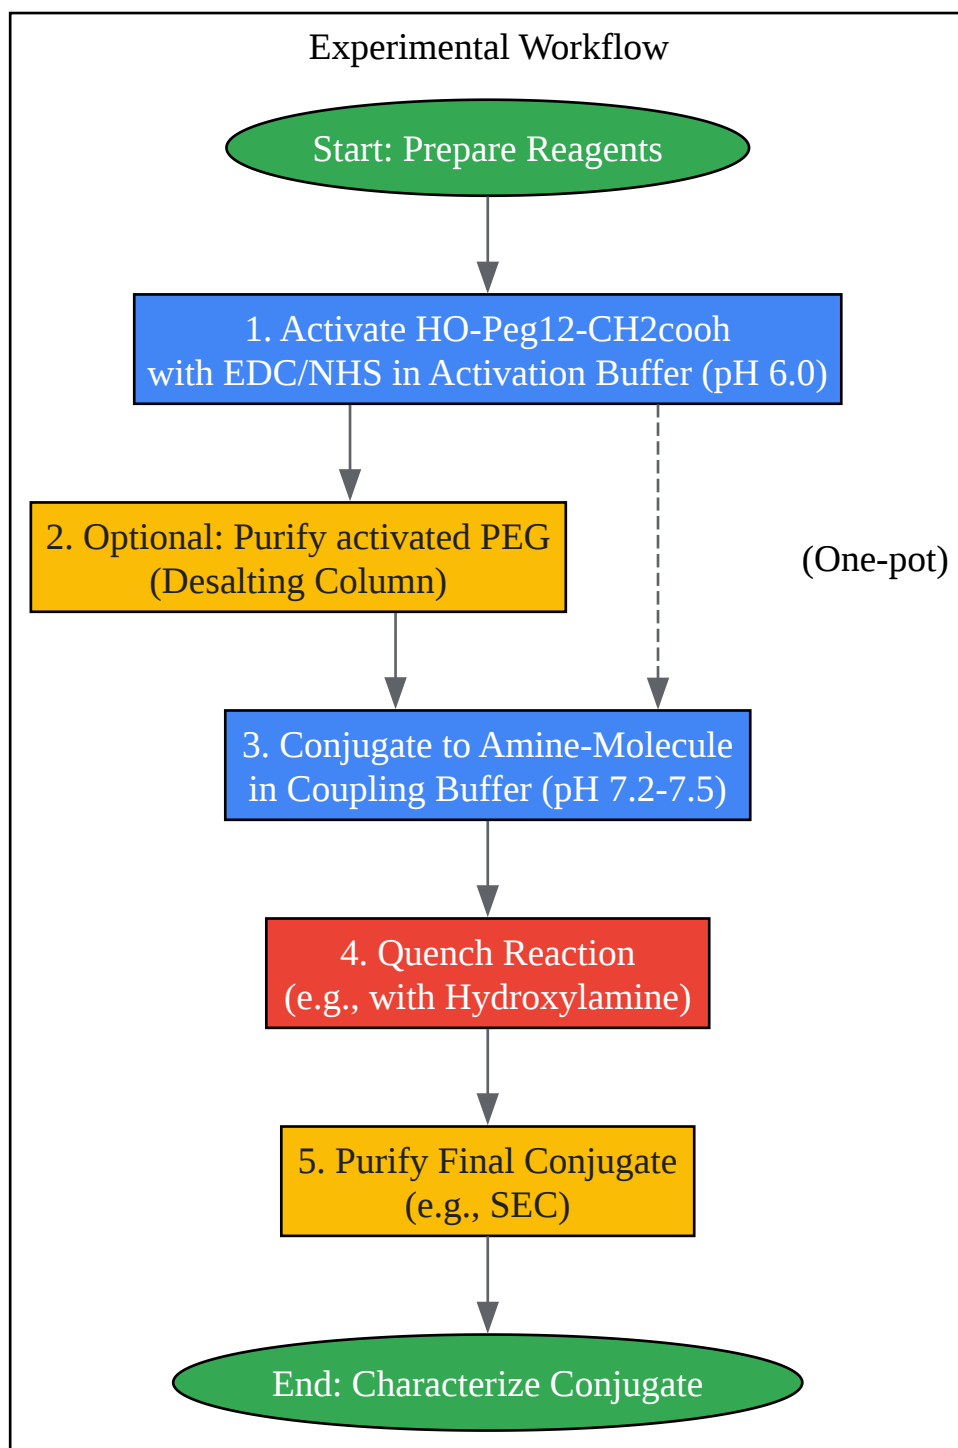 Experimental Workflow
Start: Prepare Reagents
1. Activate HO-Peg12-CH2cooh
with EDC/NHS in Activation Buffer (pH 6.0)
2. Optional: Purify activated PEG
(Desalting Column)
(One-pot)
3. Conjugate to Amine-Molecule
in Coupling Buffer (pH 7.2-7.5)
4. Quench Reaction
(e.g., with Hydroxylamine)
5. Purify Final Conjugate
(e.g., SEC)
End: Characterize Conjugate